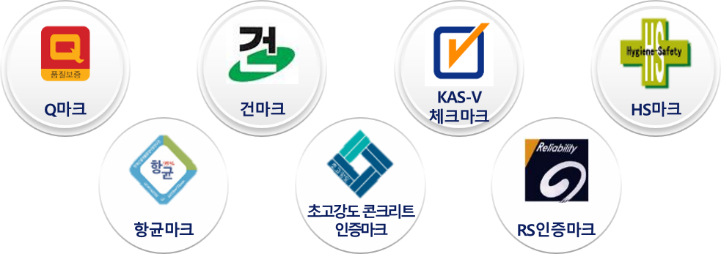 Q
품질보증
Q마크
건
건마크
KAS-V
체크마크
HS
Hygiene-Safety
HS마크
항균
항균마크
초고강도 콘크리트
인증마크
Reliability
RS인증마크